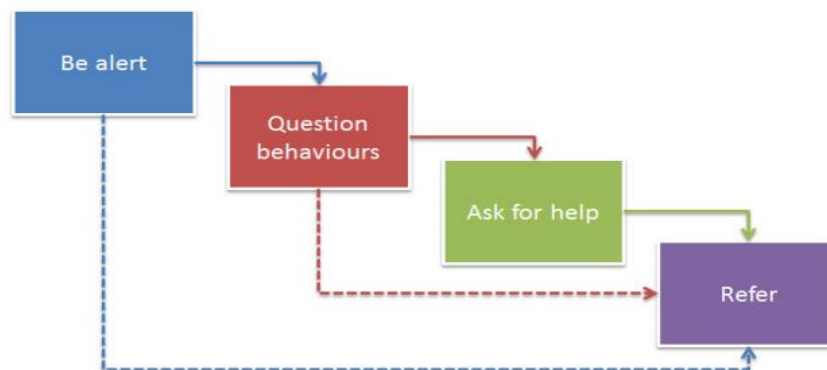 Be alert
Question
behaviours
Ask for help
Refer